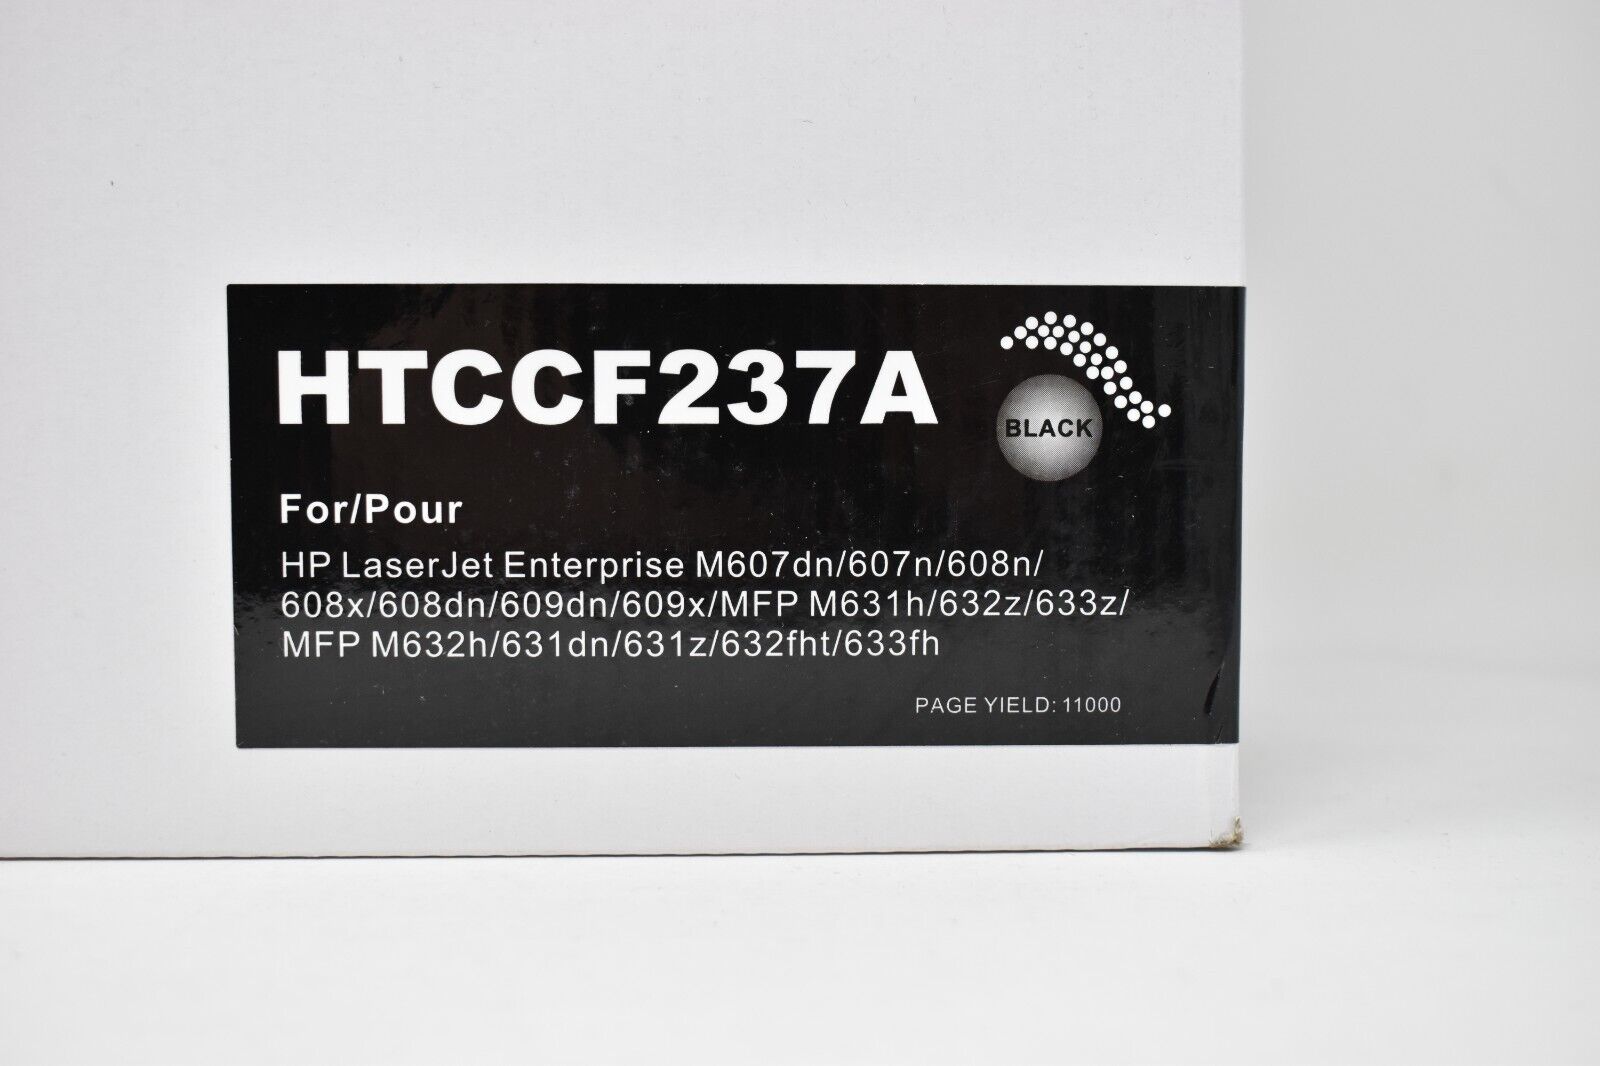 HTCCF237A
BLACK
For/Pour
HP LaserJet Enterprise M607dn/607n/608n/
608x/608dn/609dn/609x/MFP M631h/632z/633z/
MFP M632h/631dn/631z/632fht/633fh
PAGE YIELD: 11000